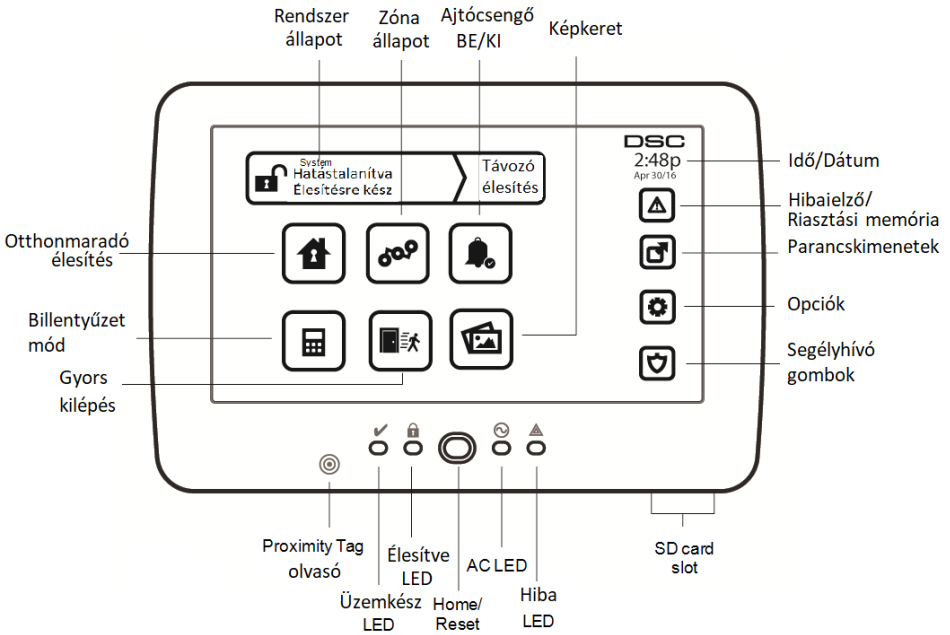 Rendszer
állapot
Zóna
állapot
Ajtócsengő
BE/KI
Képkeret
System
Hatástalanítva
Élesítésre kész
Távozó
élesítés
DSC
2:48p
Apr 30/16
Idő/Dátum
Hibaielző/
Riasztási memória
Parancskimenetek
Opciók
Segélyhívó
gombok
Otthonmaradó
élesítés
Billentyűzet
mód
Gyors
kilépés
Proximity Tag
olvasó
Üzemkész
LED
Élesítve
LED
Home/
Reset
AC LED
Hiba
LED
SD card
slot